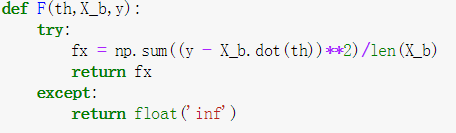 def F(th,X_b,y):
    try:
        fx = np.sum((y - X_b.dot(th))**2)/len(X_b)
        return fx
    except:
        return float('inf')